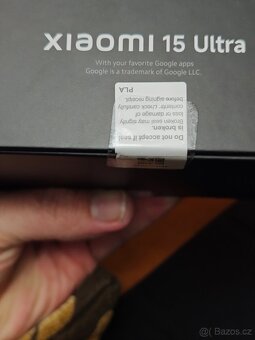 xiaomi 15 Ultra
With your favorite Google apps
Google is a trademark of Google LLC.
Do not accept if seal
is broken.
Broken seal may signify
loss or damage of
contents. Check carefully
before signing receipt.
PLA
©Bazos.cz